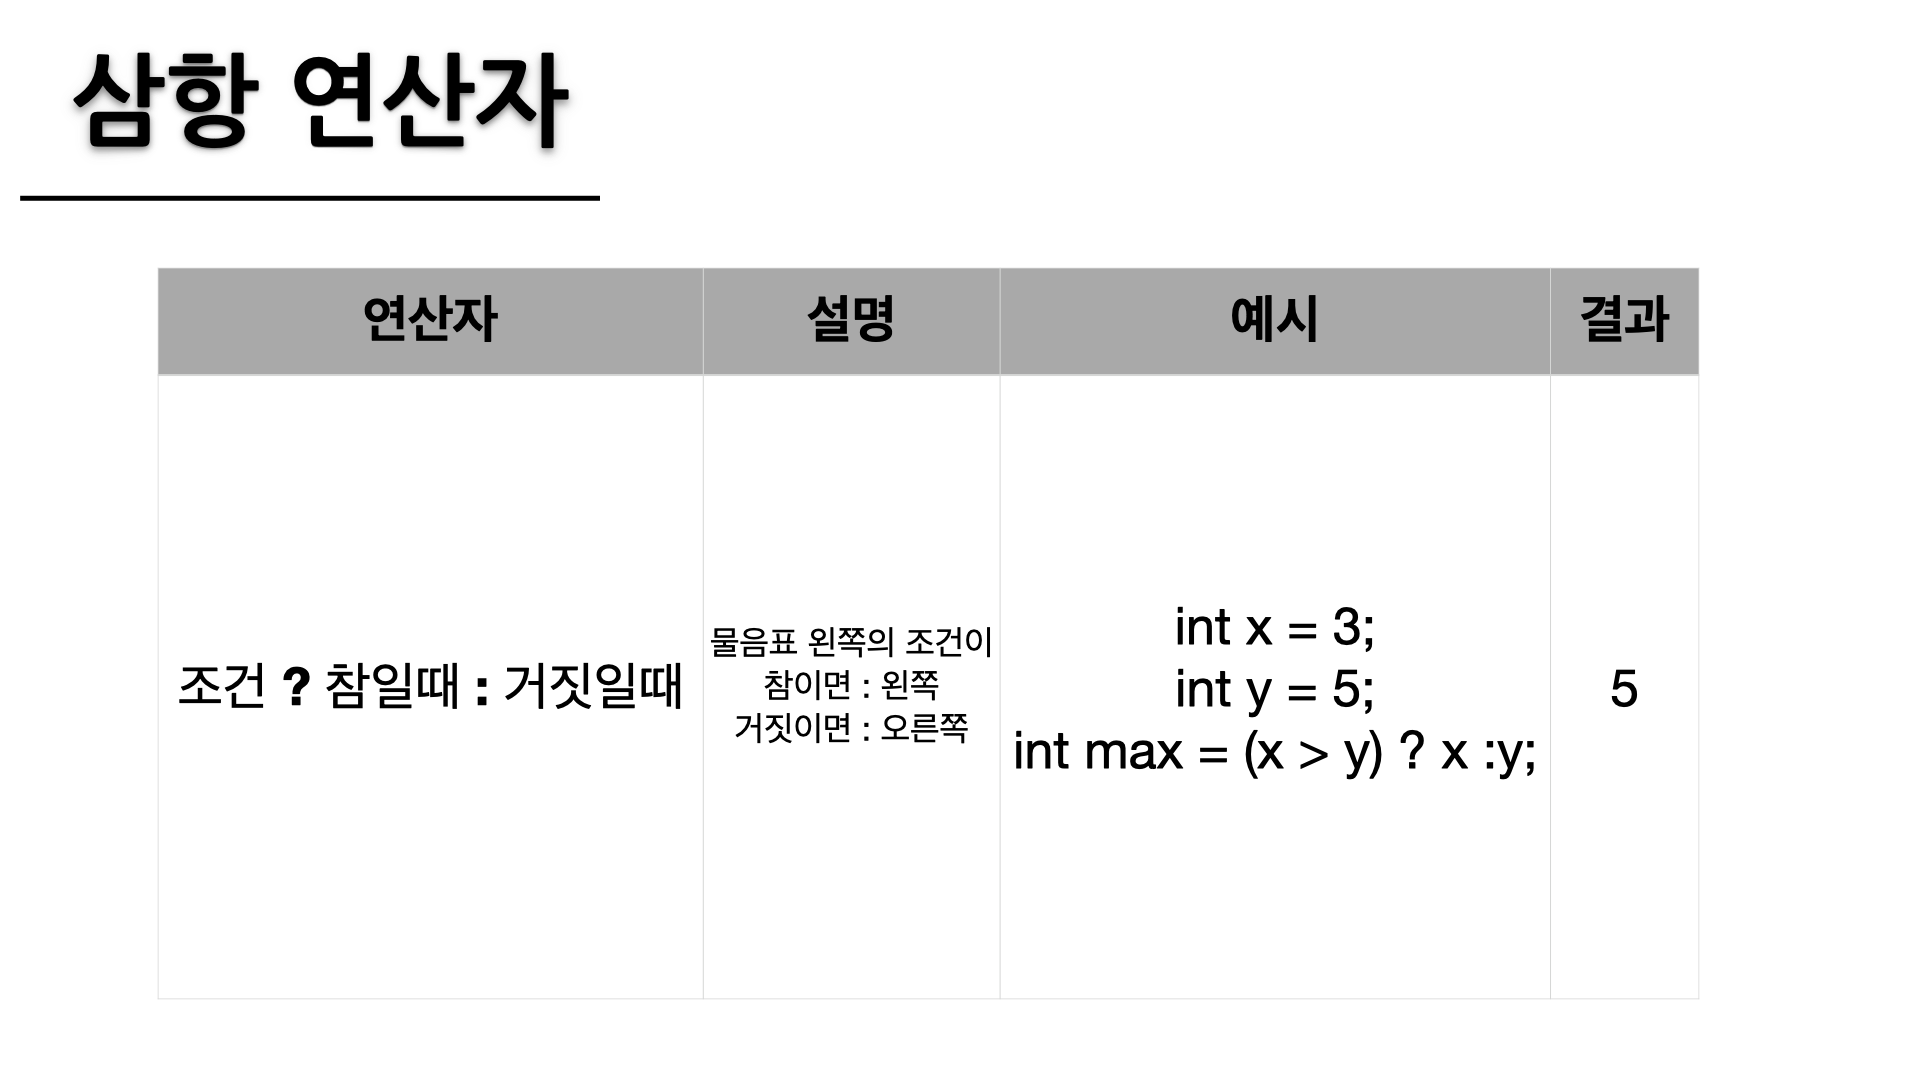 삼항 연산자
연산자
설명
예시
결과
조건 ? 참일때 : 거짓일때
물음표 왼쪽의 조건이
참이면 : 왼쪽
거짓이면 : 오른쪽
int x = 3;
int y = 5;
int max = (x > y) ? x :y;
5